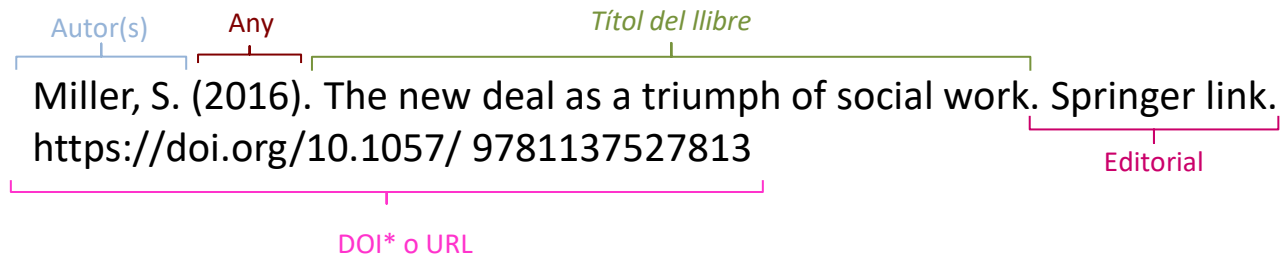 Autor(s) Any Títol del llibre
Miller, S. (2016). The new deal as a triumph of social work. Springer link.
https://doi.org/10.1057/ 9781137527813
Editorial
DOI* o URL